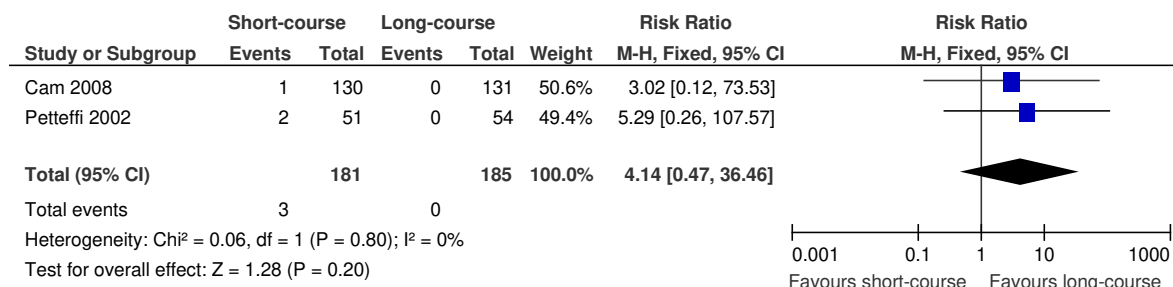 Short-course Long-course Risk Ratio Risk Ratio
Study or Subgroup Events Total Events Total Weight M-H, Fixed, 95% CI M-H, Fixed, 95% CI
Cam 2008 1 130 0 131 50.6% 3.02 [0.12, 73.53]
Petteffi 2002 2 51 0 54 49.4% 5.29 [0.26, 107.57]
Total (95% CI) 181 185 100.0% 4.14 [0.47, 36.46]
Total events 3 0
Heterogeneity: Chi² = 0.06, df = 1 (P = 0.80); I² = 0%
Test for overall effect: Z = 1.28 (P = 0.20)
0.001 0.1 1 10 1000
Favours short-course Favours long-course